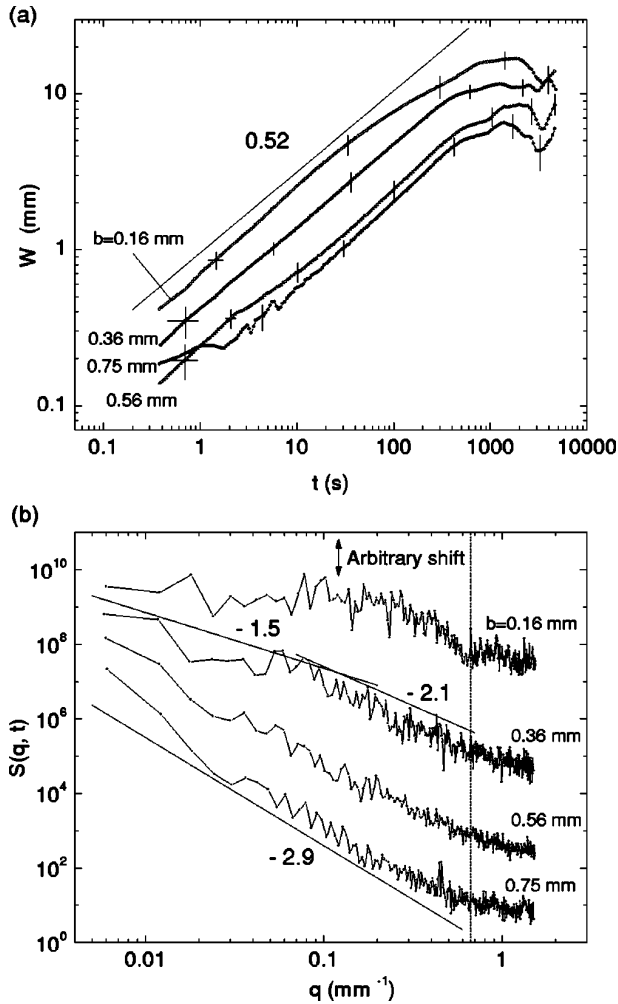 (a)
10
1
0.1
W (mm)
0.52
b=0.16 mm
0.36 mm
0.75 mm
0.56 mm
0.1 1 10 100 1000 10000
t (s)
(b)
10^10
10^8
10^6
10^4
10^2
10^0
S(q, t)
Arbitrary shift
b=0.16 mm
- 1.5
- 2.1
0.36 mm
0.56 mm
0.75 mm
- 2.9
0.01 0.1 1
q (mm^-1)